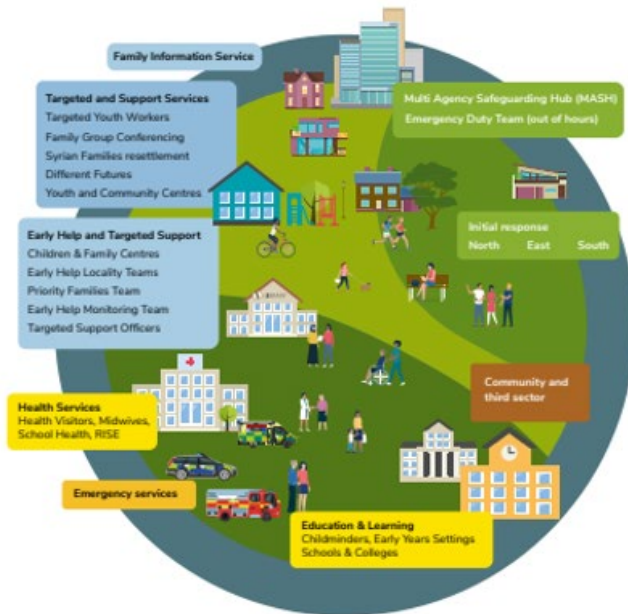 Family Information Service
Targeted and Support Services
Targeted Youth Workers
Family Group Conferencing
Syrian Families resettlement
Different Futures
Youth and Community Centres
Multi Agency Safeguarding Hub (MASH)
Emergency Duty Team (out of hours)
Early Help and Targeted Support
Children & Family Centres
Early Help Locality Teams
Priority Families Team
Early Help Monitoring Team
Targeted Support Officers
Initial response
North East South
Community and
third sector
Health Services
Health Visitors, Midwives,
School Health, RISE
Emergency services
Education & Learning
Childminders, Early Years Settings
Schools & Colleges